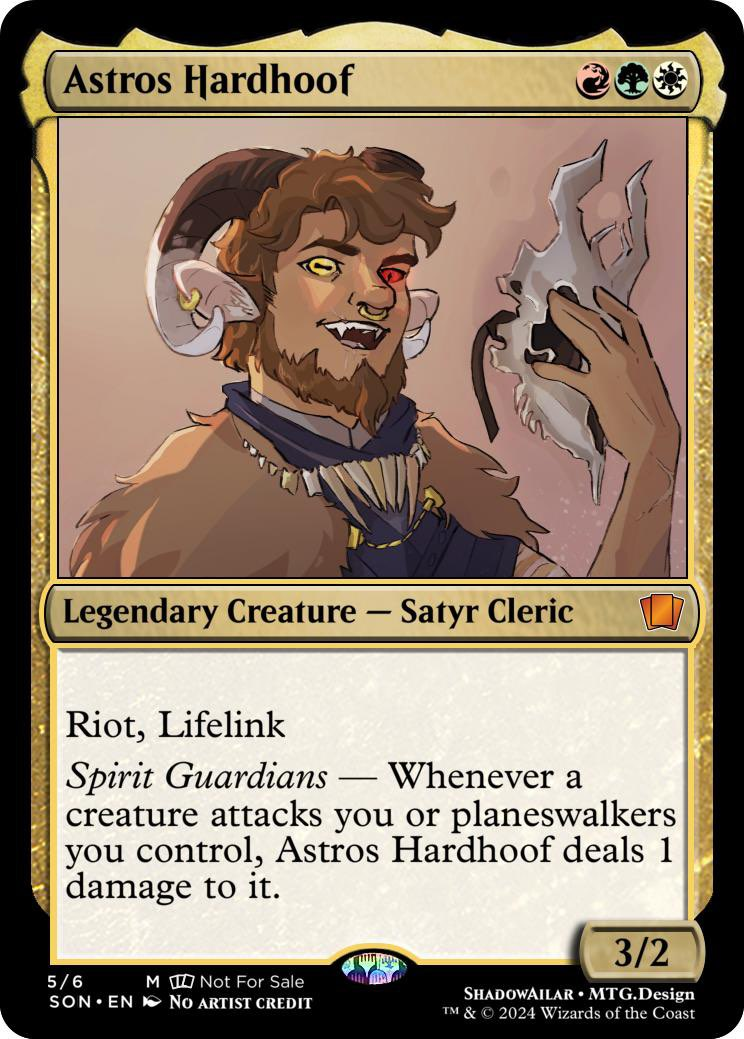 Astros Hardhoof
Legendary Creature — Satyr Cleric
Riot, Lifelink
Spirit Guardians — Whenever a
creature attacks you or planeswalkers
you control, Astros Hardhoof deals 1
damage to it.
3/2
5/6 M Not For Sale
SON • EN No artist credit
ShadowAilar • MTG.Design
™ & © 2024 Wizards of the Coast